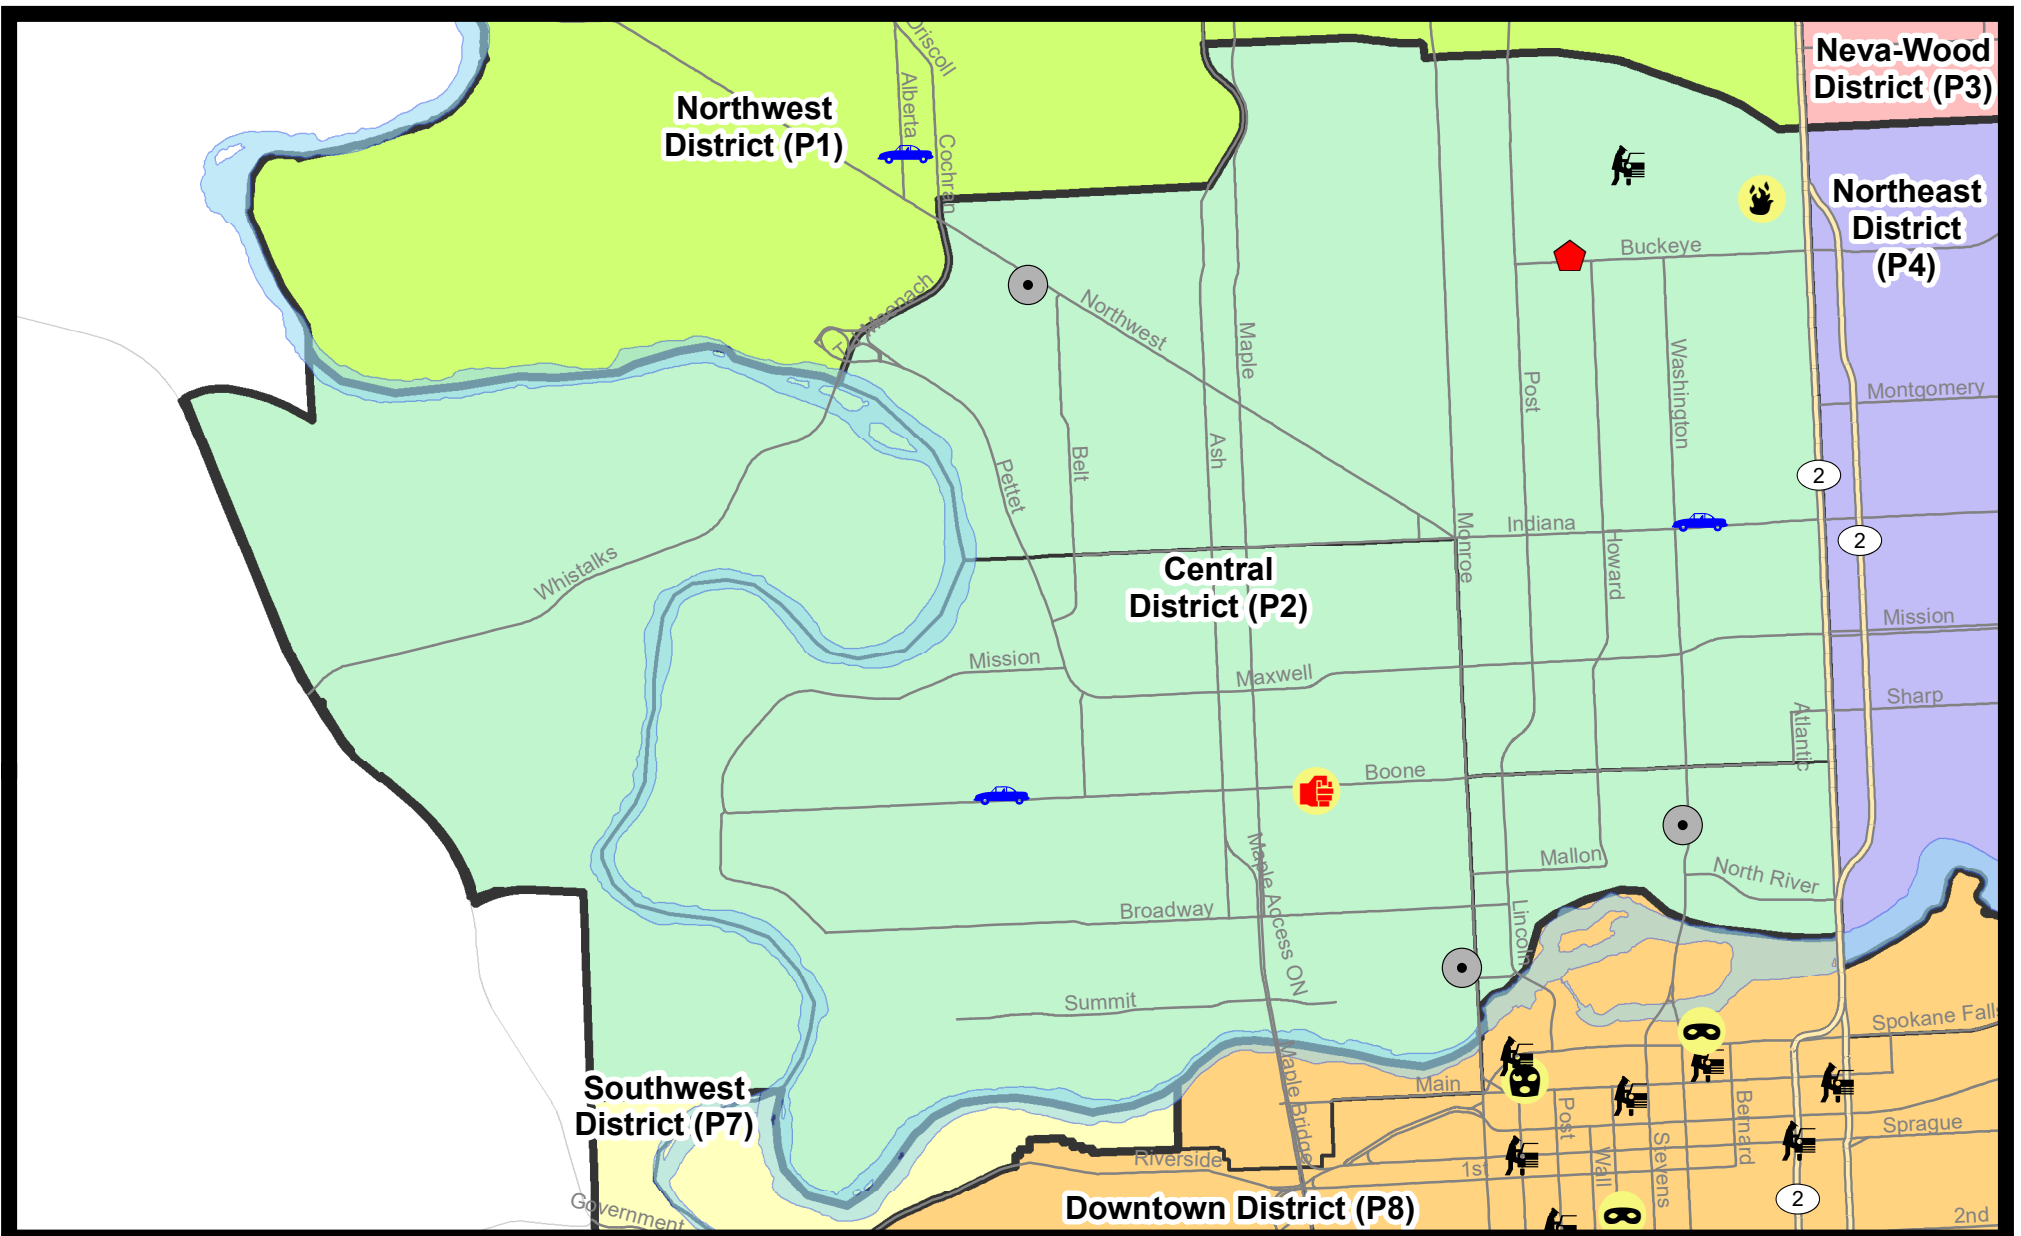 Neva-Wood
District (P3)
Northwest
District (P1)
Driscoll
Alberta
Cochran
Northeast
District
(P4)
Buckeye
Northwest
Maple
Post
Washington
Montgomery
Ash
Belt
Pettet
2
2
Monroe
Indiana
Howard
Whistalks
Central
District (P2)
Mission
Mission
Maxwell
Sharp
Atlantic
Boone
Mallon
North River
Maple Access ON
Broadway
Lincoln
Summit
Spokane Falls
Southwest
District (P7)
Main
Maple Bridge
Post
Bernard
Sprague
Wall
Stevens
Riverside
1st
Government
Downtown District (P8)
2
2nd